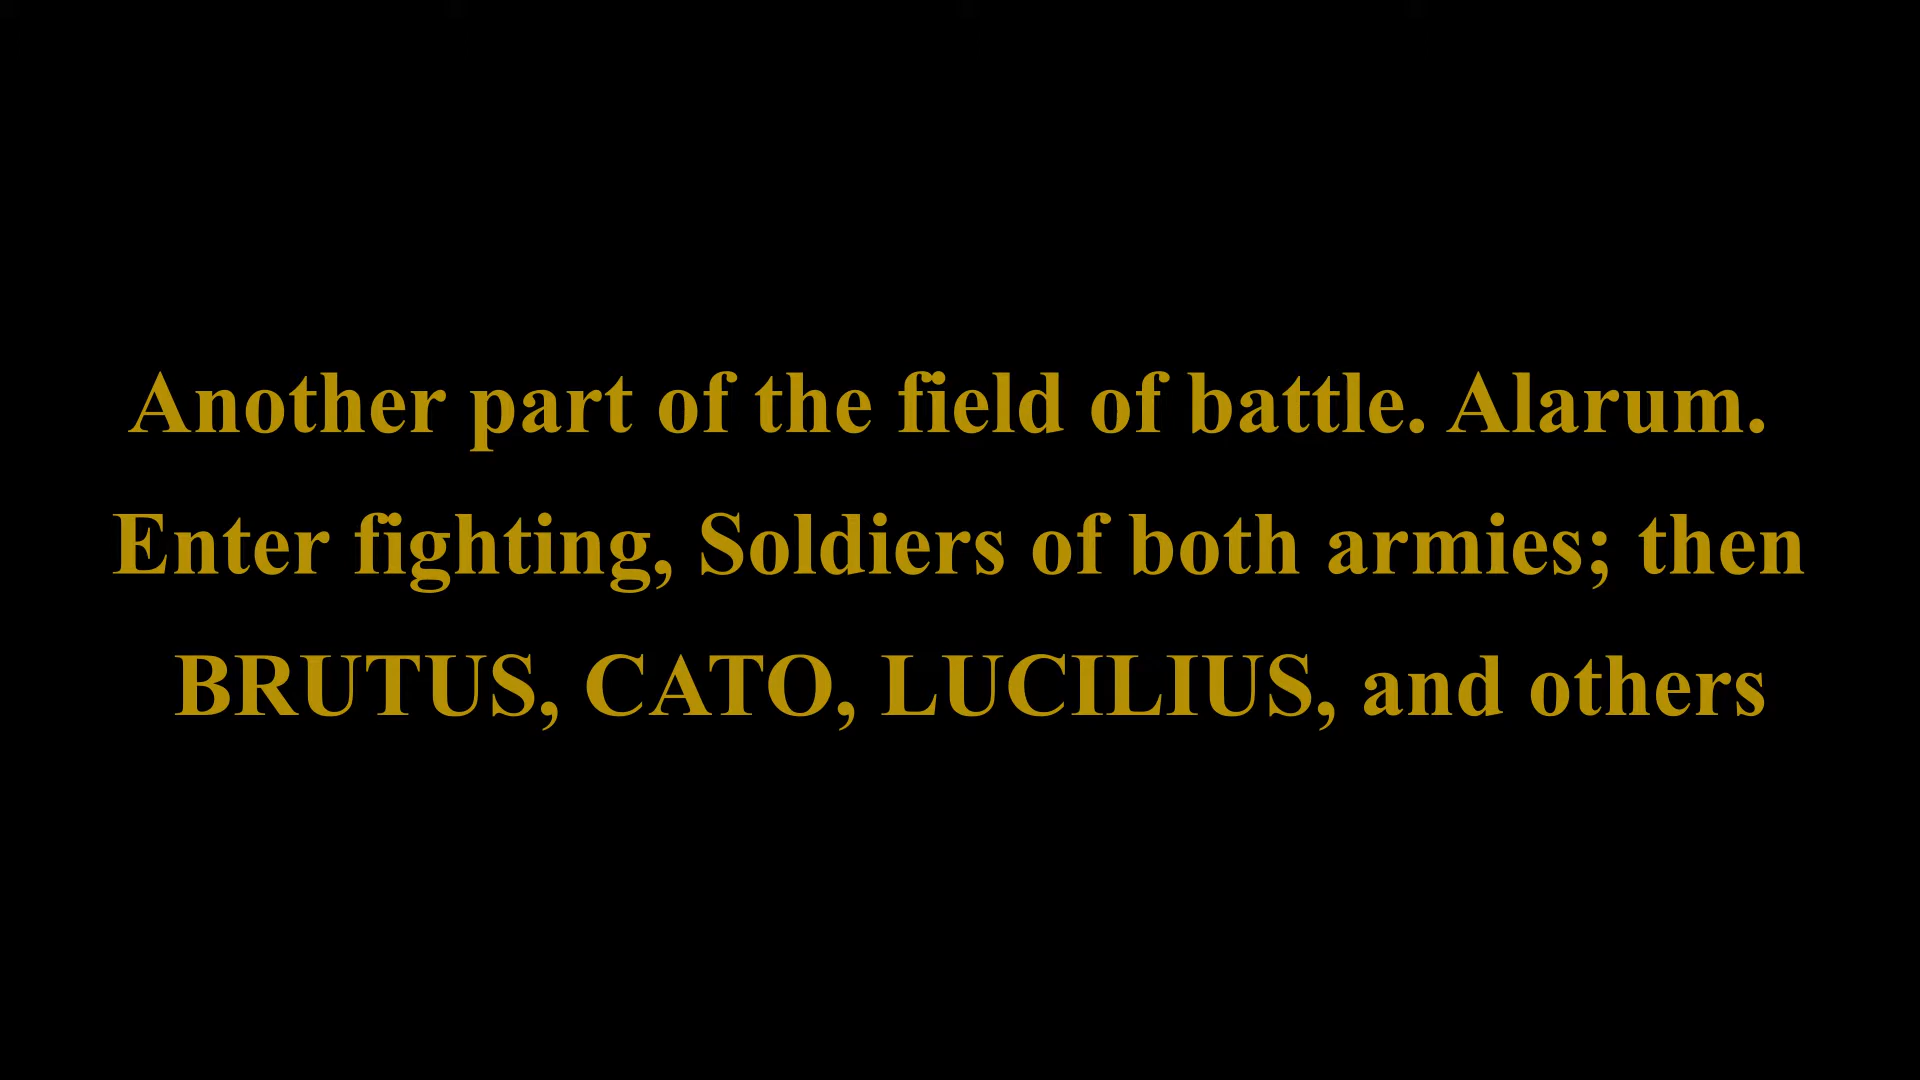 Another part of the field of battle. Alarum.
Enter fighting, Soldiers of both armies; then
BRUTUS, CATO, LUCILIUS, and others